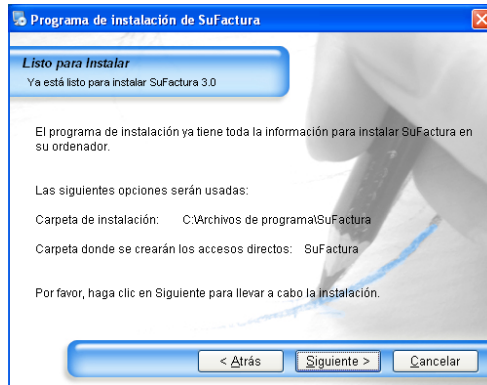 Programa de instalación de SuFactura
Listo para Instalar
Ya está listo para instalar SuFactura 3.0
El programa de instalación ya tiene toda la información para instalar SuFactura en
su ordenador.
Las siguientes opciones serán usadas:
Carpeta de instalación: C:\Archivos de programa\SuFactura
Carpeta donde se crearán los accesos directos: SuFactura
Por favor, haga clic en Siguiente para llevar a cabo la instalación.
< Atrás Siguiente > Cancelar